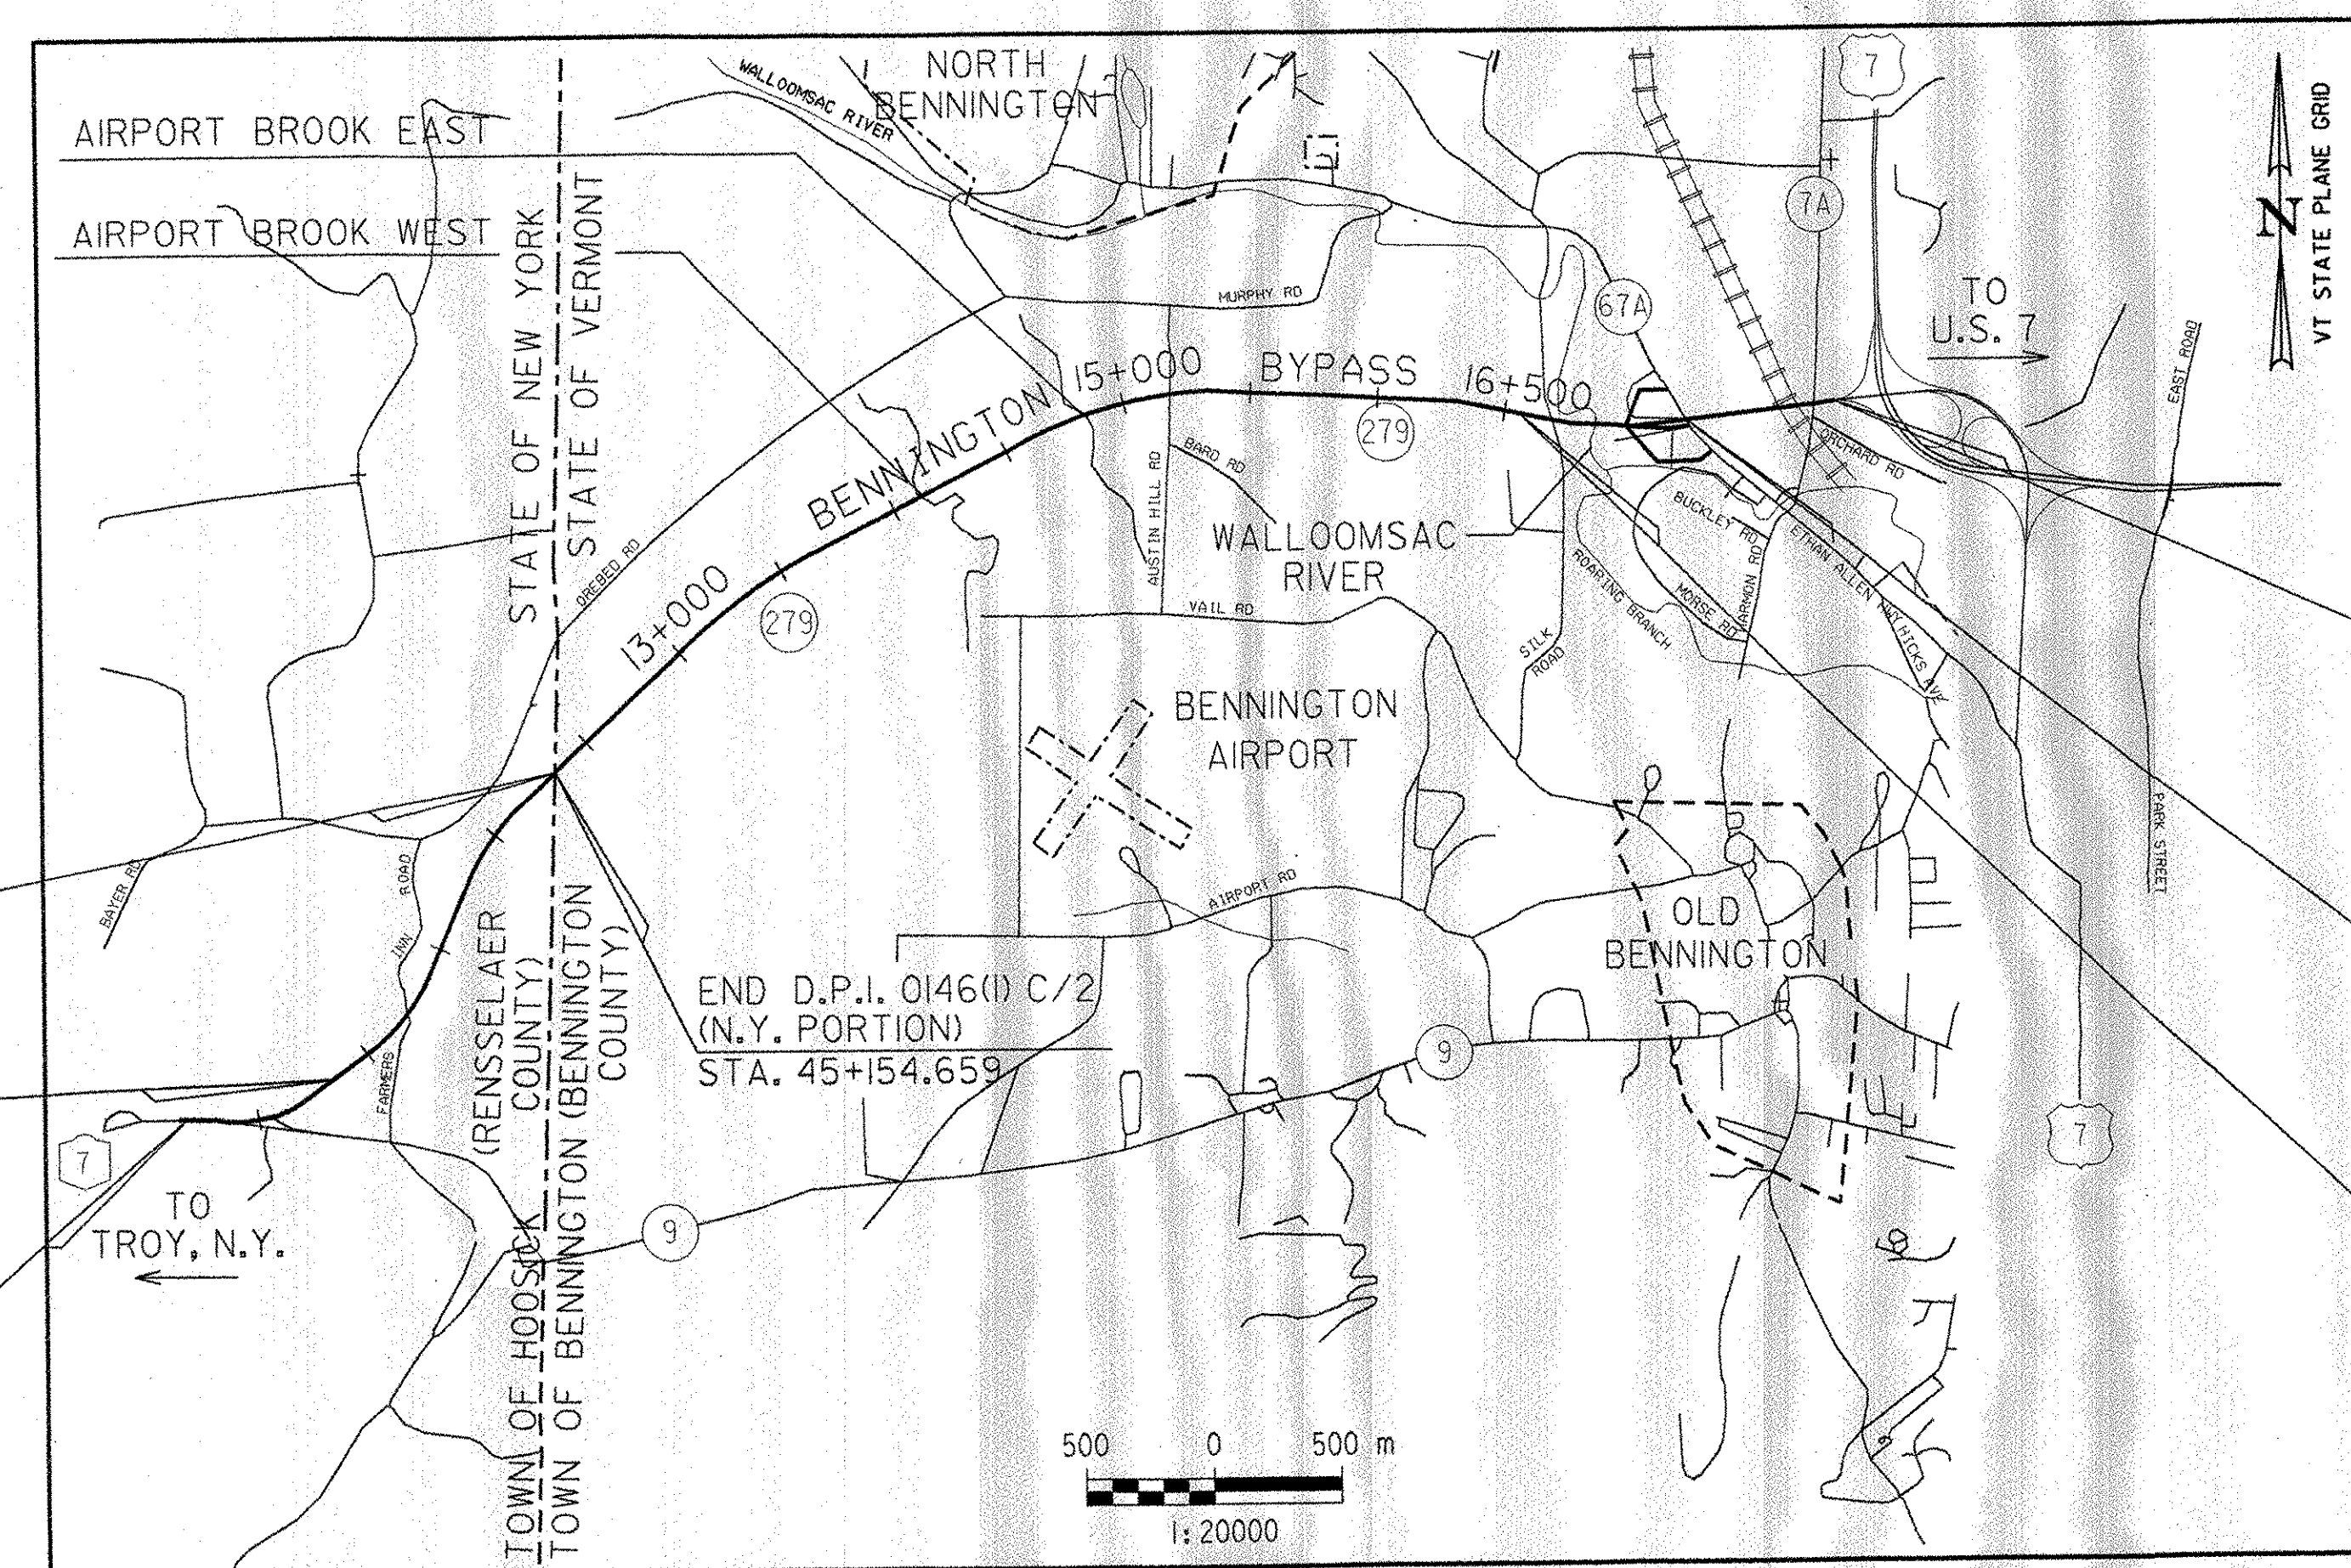 NORTH
BENNINGTON
WALLOOMSAC RIVER
7
AIRPORT BROOK EAST
AIRPORT BROOK WEST
STATE OF NEW YORK
STATE OF VERMONT
7A
N
VT STATE PLANE GRID
TO
U.S. 7
MURPHY RD
67A
EAST ROAD
BENNINGTON
15+000
BYPASS
16+500
279
ORCHARD RD
BARD RD
AUSTIN HILL RD
WALLOOMSAC
RIVER
BUCKLEY RD
ETHAN ALLEN HWY
HARMON RD
ROARING BRANCH
MORSE RD
HICKS AVE
OREBED RD
13+000
279
VAIL RD
SILK
ROAD
BENNINGTON
AIRPORT
PARK STREET
BAYER RD
ROAD
INN
FARMERS
AIRPORT RD
OLD
BENNINGTON
(RENSSELAER
COUNTY)
(BENNINGTON
COUNTY)
END D.P.I. 0146(1) C/2
(N.Y. PORTION)
STA. 45+154.659
9
7
7
TO
TROY, N.Y.
9
TOWN OF HOOSICK
TOWN OF BENNINGTON
500 0 500 m
1:20000